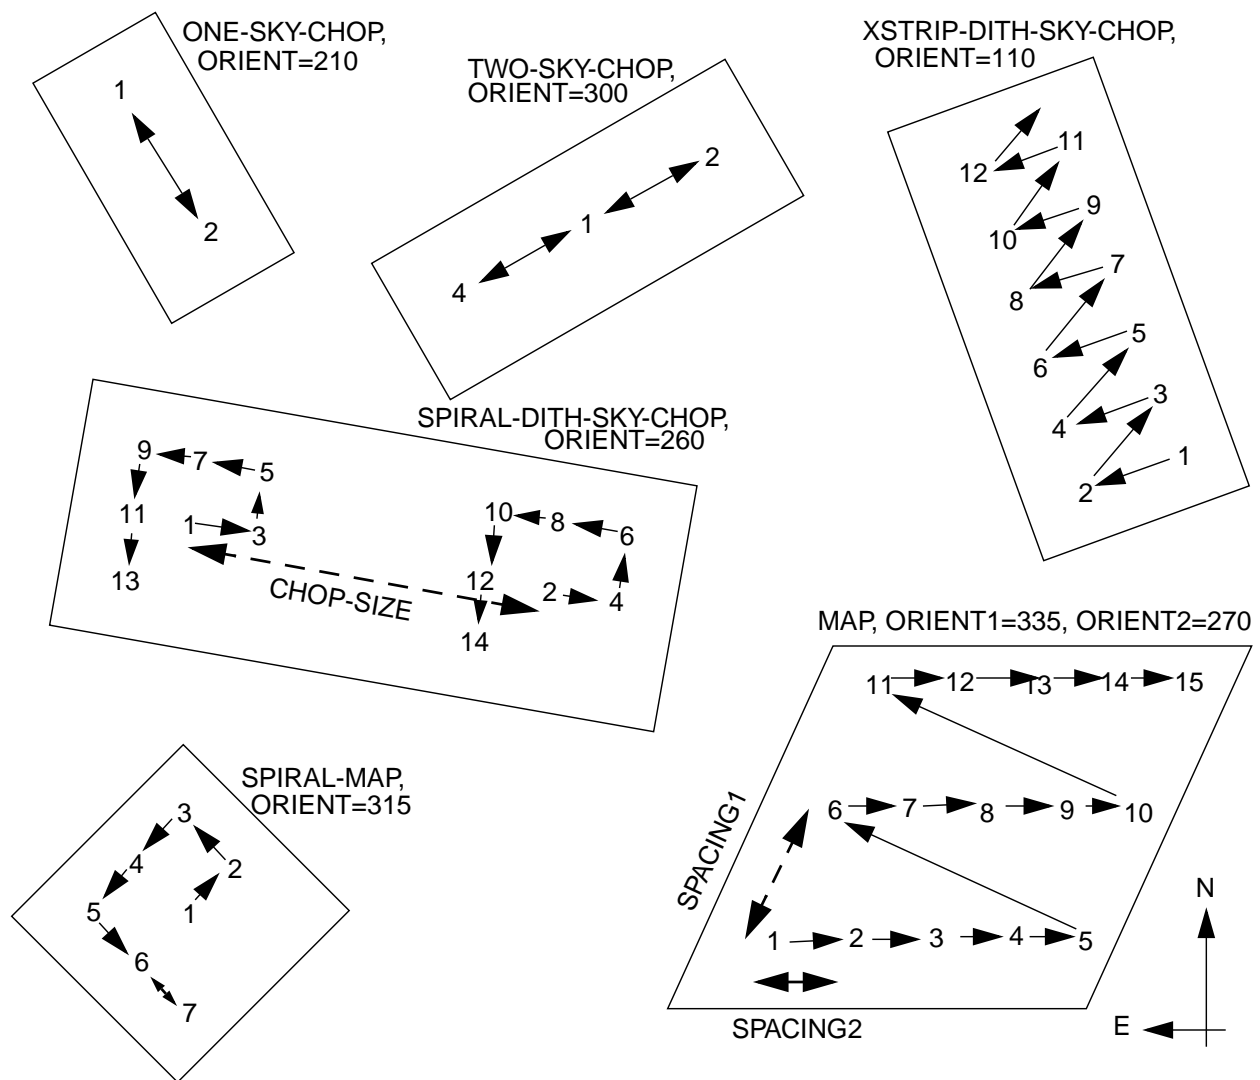 ONE-SKY-CHOP,
ORIENT=210
1
2
TWO-SKY-CHOP,
ORIENT=300
2
1
4
XSTRIP-DITH-SKY-CHOP,
ORIENT=110
11
12
9
10
7
8
5
6
3
4
1
2
SPIRAL-DITH-SKY-CHOP,
ORIENT=260
9 7 5
11 1 3
13
10 8 6
12 2 4
14
CHOP-SIZE
MAP, ORIENT1=335, ORIENT2=270
11 12 13 14 15
6 7 8 9 10
1 2 3 4 5
SPACING1
SPACING2
SPIRAL-MAP,
ORIENT=315
3
4 2
5 1
6
7
N
E